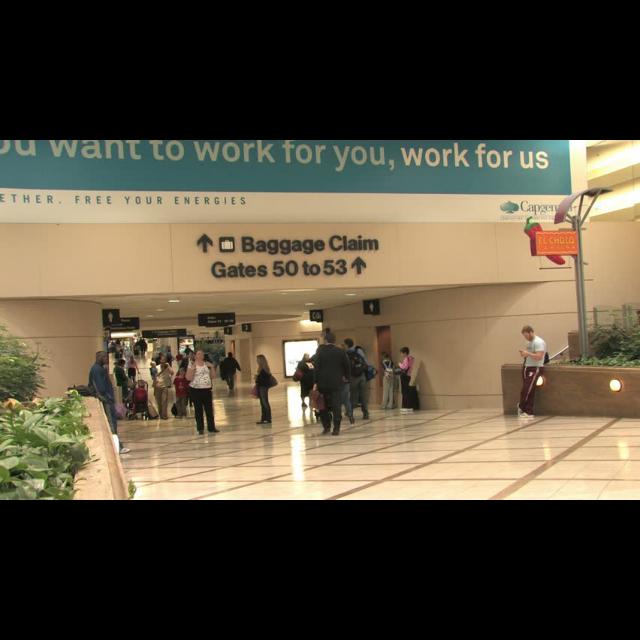 ou want to work for you, work for us
ETHER. FREE YOUR ENERGIES
Capgem
Baggage Claim
Gates 50 to 53
EL CHOLO